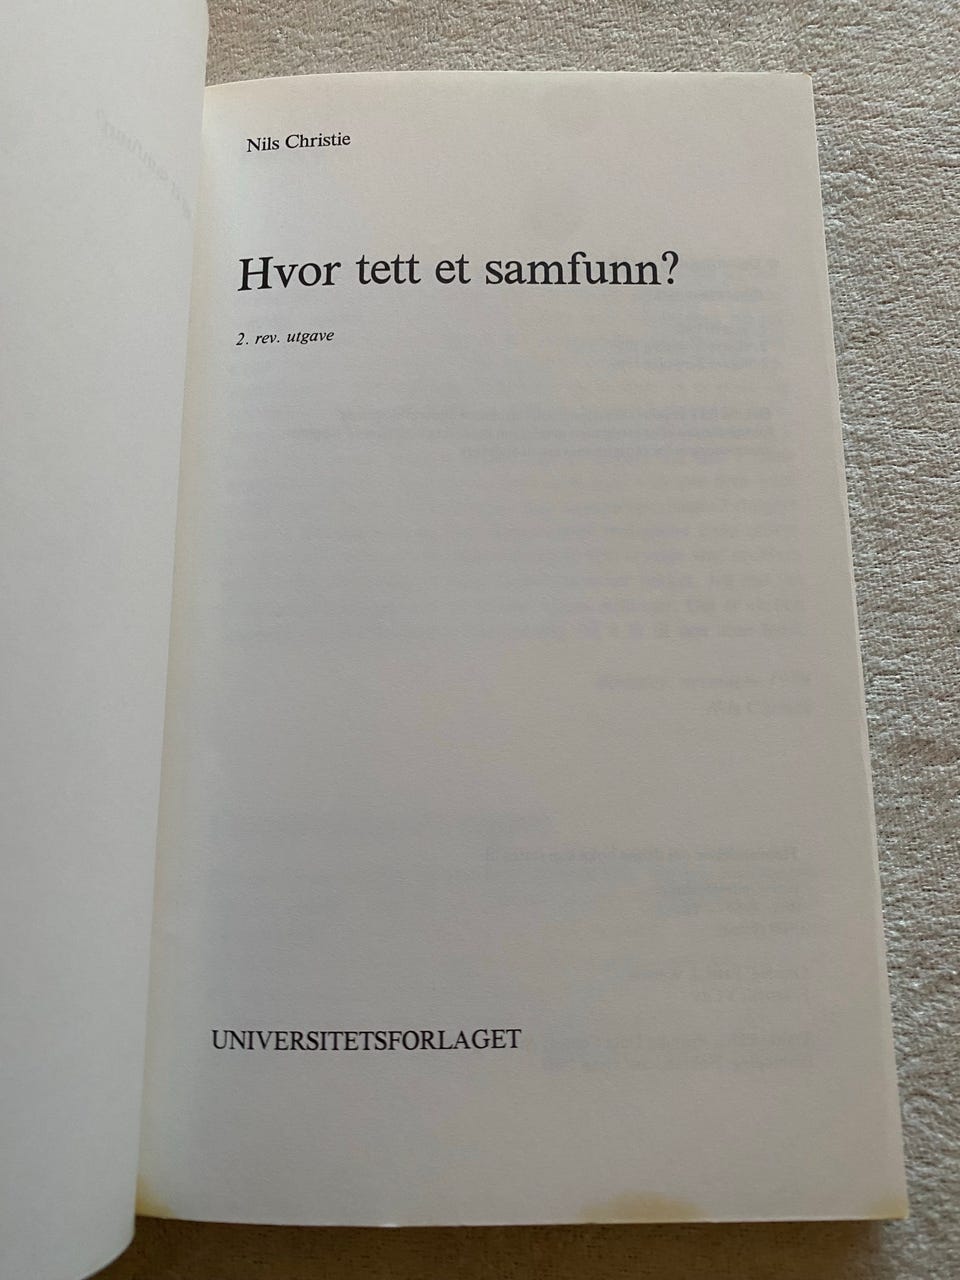 Nils Christie
Hvor tett et samfunn?
2. rev. utgave
UNIVERSITETSFORLAGET